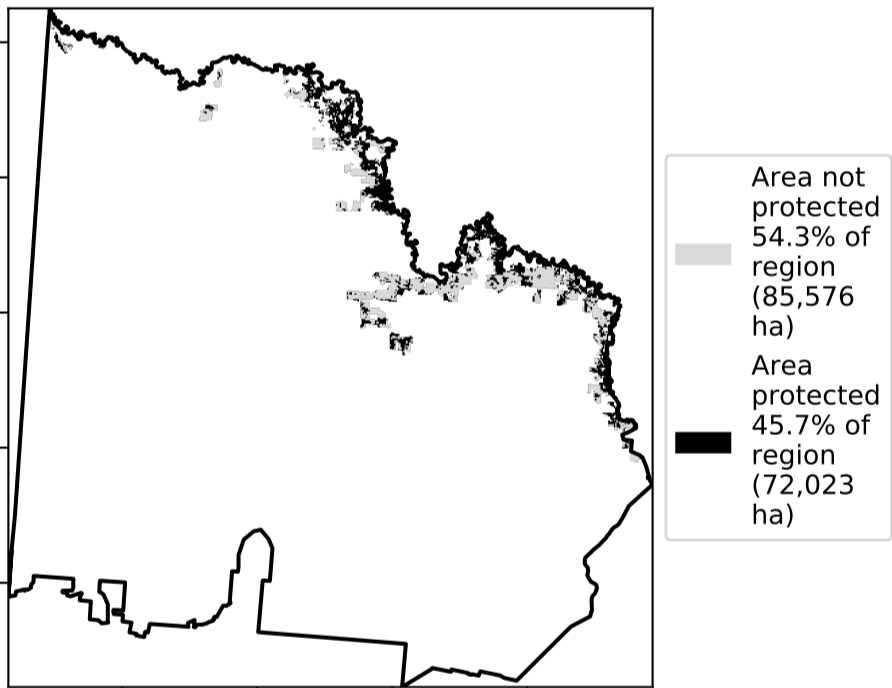 Area not
protected
54.3% of
region
(85,576
ha)
Area
protected
45.7% of
region
(72,023
ha)